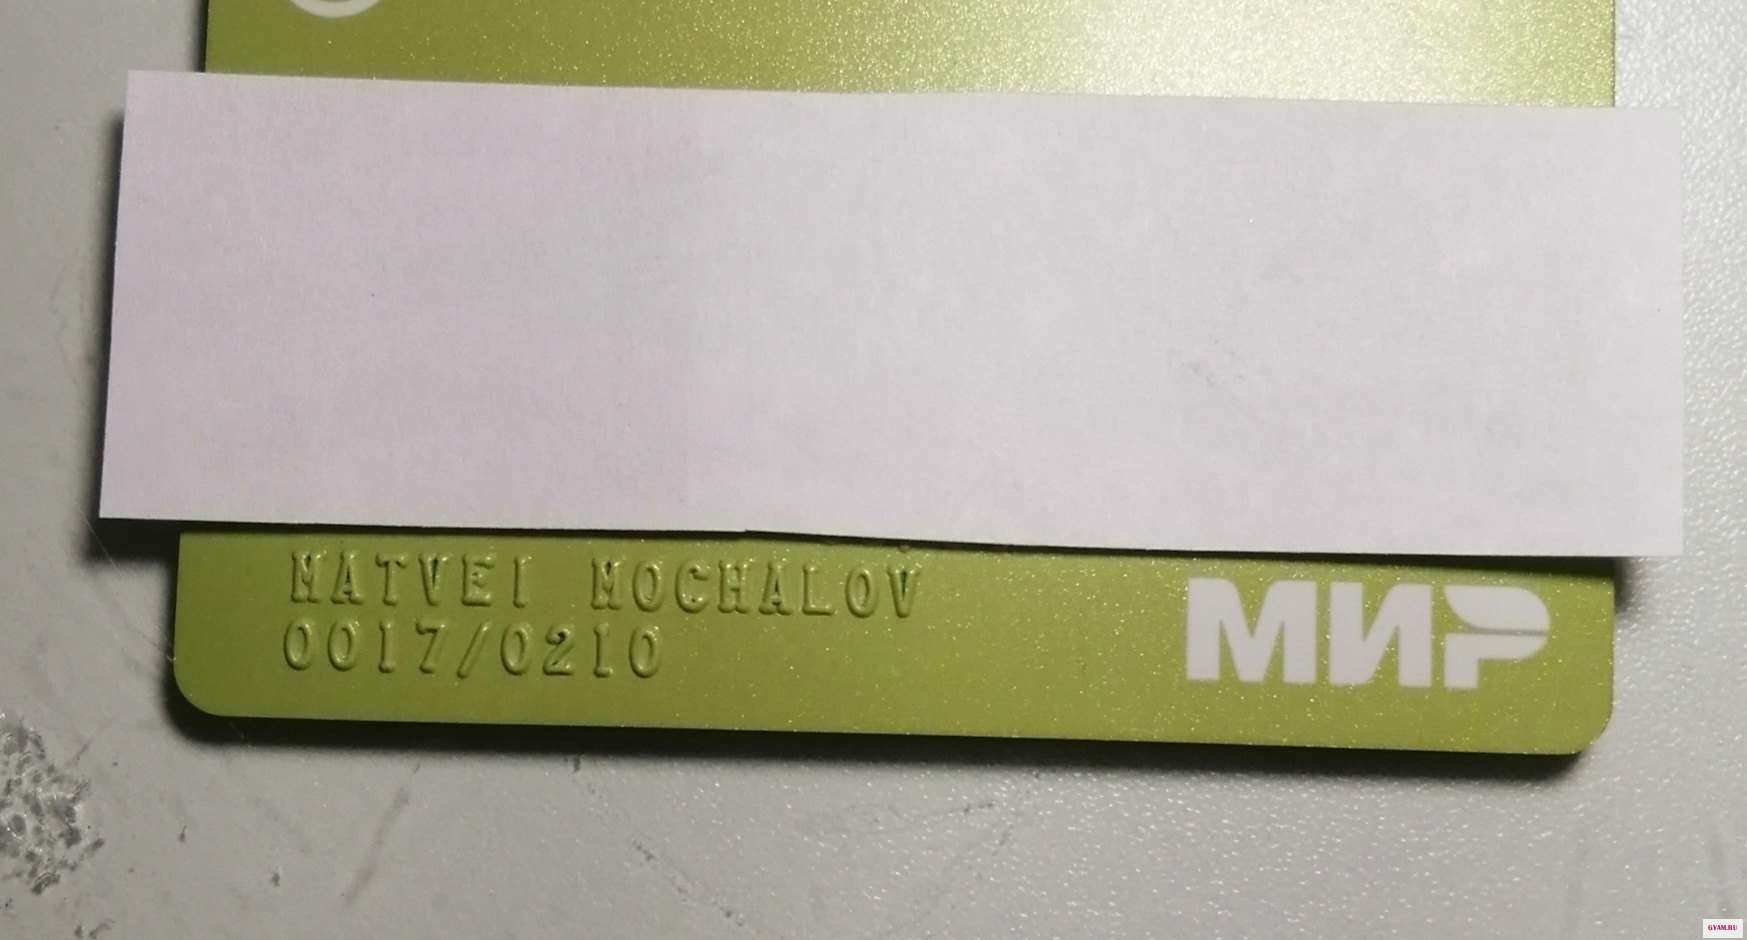 MATVEI MOCHALOV
0017/0210
МИР
GYAM.RU